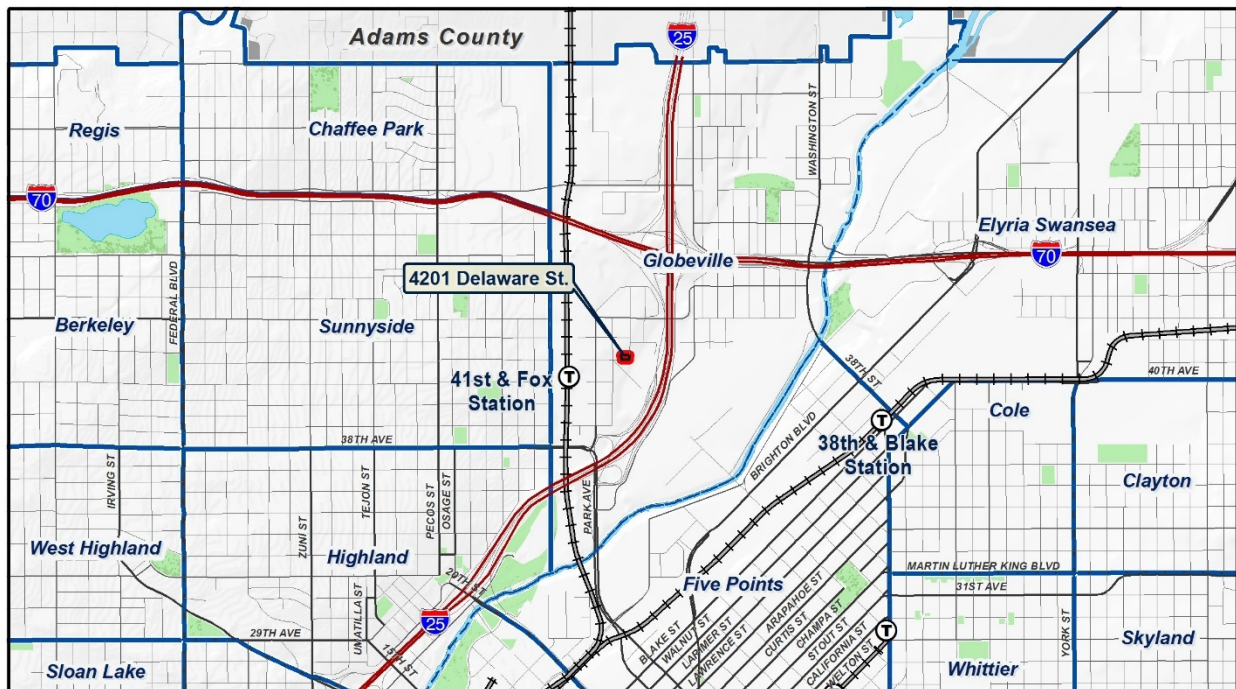 Adams County
25
Regis
Chaffee Park
WASHINGTON ST
70
Elyria Swansea
Globeville
70
4201 Delaware St.
FEDERAL BLVD
Berkeley
Sunnyside
41st & Fox
Station
38TH ST
40TH AVE
Cole
BRIGHTON BLVD
38th & Blake
Station
38TH AVE
Clayton
IRVING ST
ZUNI ST
TEJON ST
PECOS ST
OSAGE ST
PARK AVE
West Highland
Highland
20TH ST
Five Points
MARTIN LUTHER KING BLVD
31ST AVE
25
29TH AVE
UMATILLA ST
15TH ST
BLAKE ST
WALNUT ST
LARIMER ST
LAWRENCE ST
ARAPAHOE ST
CURTIS ST
CHAMPA ST
STOUT ST
CALIFORNIA ST
WELTON ST
YORK ST
Skyland
Sloan Lake
Whittier
T
T
T